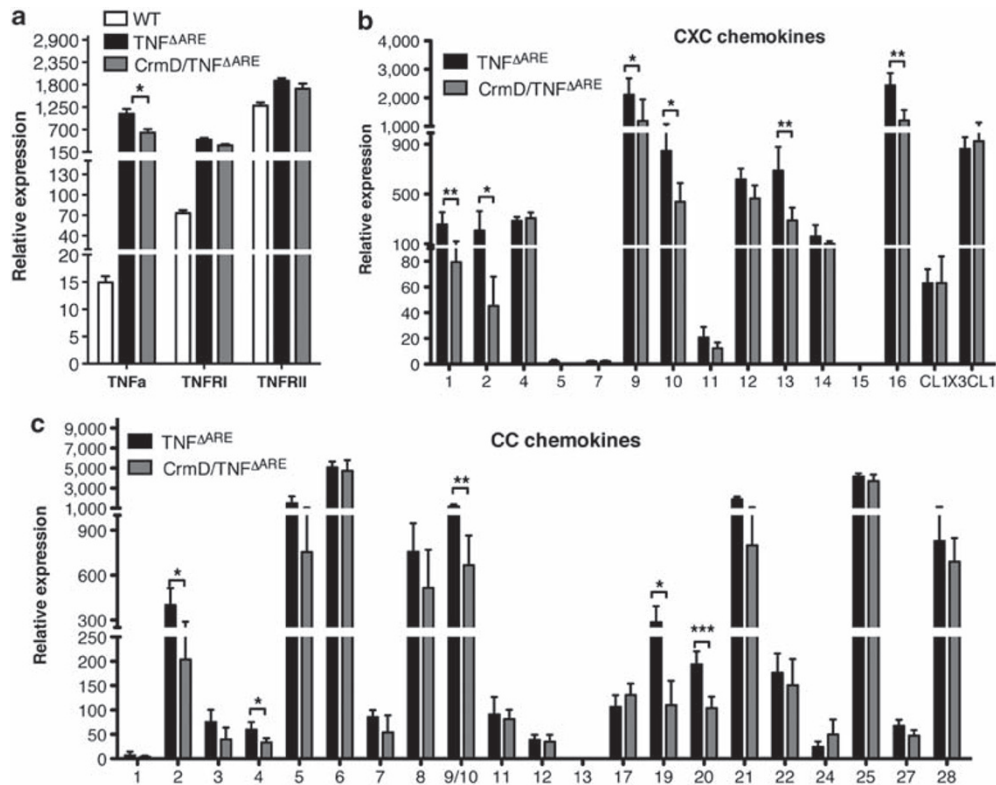 a
WT
TNFΔARE
CrmD/TNFΔARE
2,900
2,350
1,800
1,250
700
150
130
100
70
40
20
15
10
5
0
Relative expression
*
TNFa TNFRI TNFRII
b
CXC chemokines
TNFΔARE
CrmD/TNFΔARE
4,000
3,000
2,000
1,000
900
500
100
80
60
40
20
0
Relative expression
** * * * ** **
1 2 4 5 7 9 10 11 12 13 14 15 16 CL1X3CL1
c
CC chemokines
TNFΔARE
CrmD/TNFΔARE
9,000
7,000
5,000
3,000
1,000
900
600
300
250
200
150
100
50
0
Relative expression
* * ** * ***
1 2 3 4 5 6 7 8 9/10 11 12 13 17 19 20 21 22 24 25 27 28